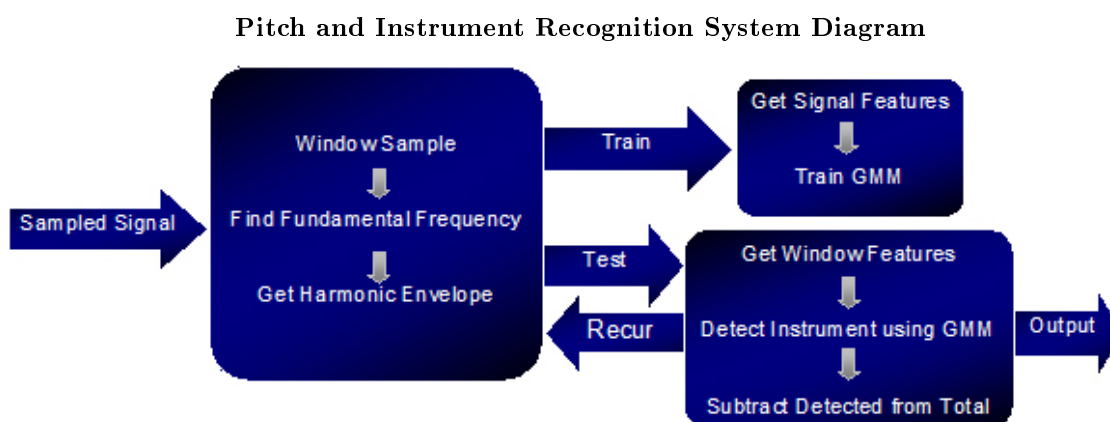 Pitch and Instrument Recognition System Diagram
Sampled Signal
Window Sample
Find Fundamental Frequency
Get Harmonic Envelope
Train
Get Signal Features
Train GMM
Test
Recur
Get Window Features
Detect Instrument using GMM
Subtract Detected from Total
Output